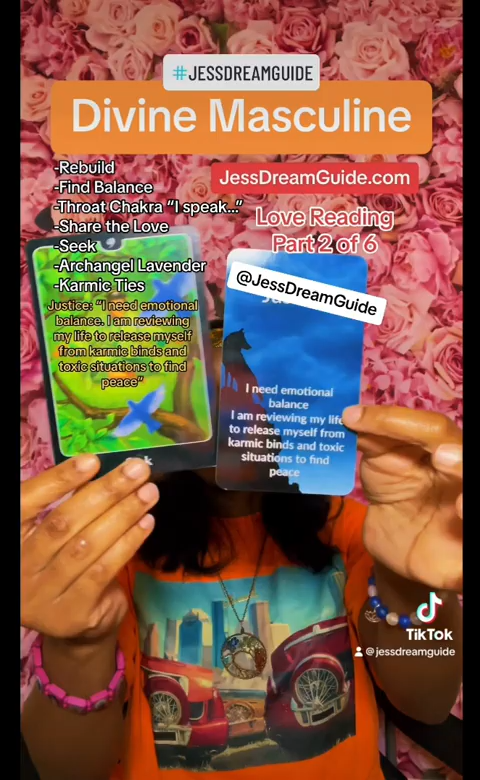 #JESSDREAMGUIDE
Divine Masculine
-Rebuild
-Find Balance
-Throat Chakra “I speak...”
-Share the Love
-Seek
-Archangel Lavender
-Karmic Ties
Justice: “I need emotional
balance. I am reviewing
my life to release myself
from karmic binds and
toxic situations to find
peace”
JessDreamGuide.com
Love Reading
Part 2 of 6
@JessDreamGuide
I need emotional
balance
I am reviewing my life
to release myself from
karmic binds and toxic
situations to find
peace
TikTok
@jessdreamguide